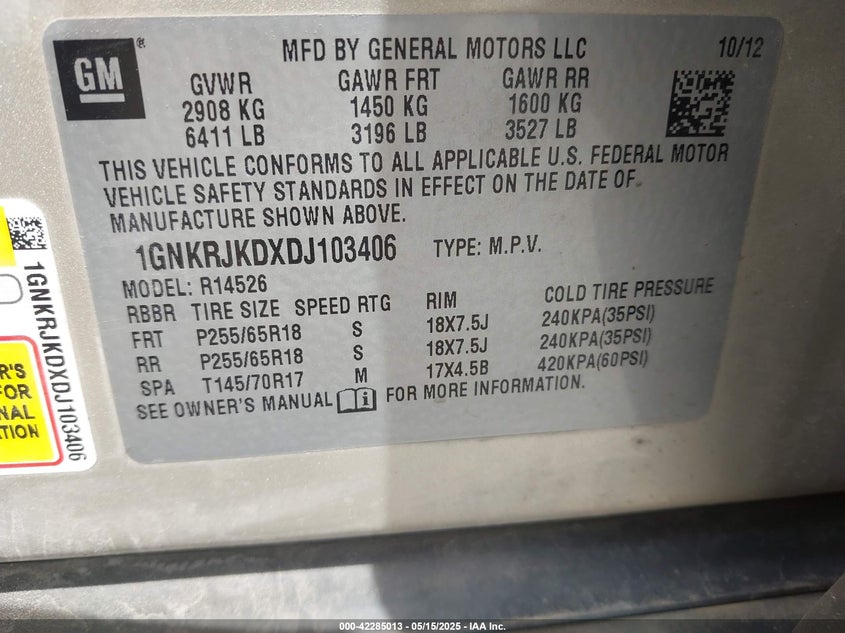 GM
®
MFD BY GENERAL MOTORS LLC
10/12
GVWR GAWR FRT GAWR RR
2908 KG 1450 KG 1600 KG
6411 LB 3196 LB 3527 LB
THIS VEHICLE CONFORMS TO ALL APPLICABLE U.S. FEDERAL MOTOR
VEHICLE SAFETY STANDARDS IN EFFECT ON THE DATE OF
MANUFACTURE SHOWN ABOVE.
1GNKRJKDXDJ103406 TYPE: M.P.V.
MODEL: R14526
RBBR TIRE SIZE SPEED RTG RIM COLD TIRE PRESSURE
FRT P255/65R18 S 18X7.5J 240KPA(35PSI)
RR P255/65R18 S 18X7.5J 240KPA(35PSI)
SPA T145/70R17 M 17X4.5B 420KPA(60PSI)
SEE OWNER'S MANUAL i FOR MORE INFORMATION.
1GNKRJKDXDJ103406
R'S
FOR
NAL
TION
000-42285013 - 05/15/2025 - IAA Inc.